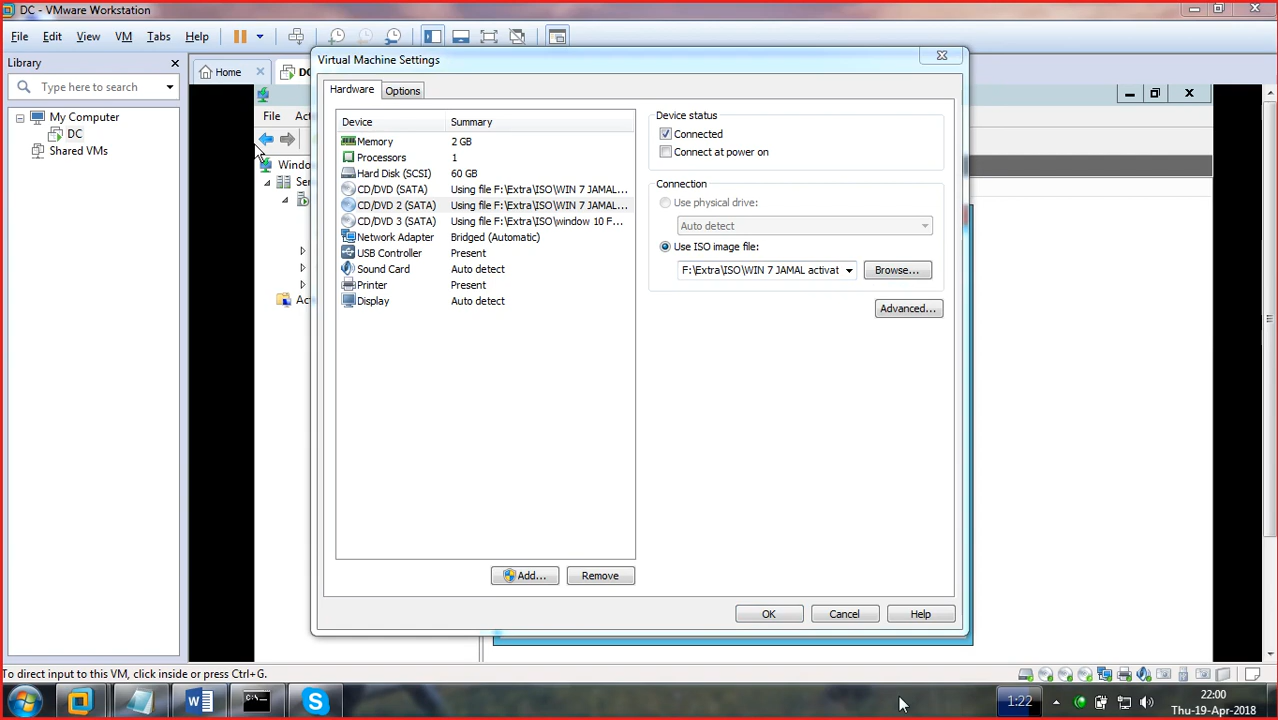 DC - VMware Workstation
File Edit View VM Tabs Help
Library
Type here to search
My Computer
DC
Shared VMs
Home
DC
File
Windo
Ser
Virtual Machine Settings
Hardware Options
Device Summary
Memory 2 GB
Processors 1
Hard Disk (SCSI) 60 GB
CD/DVD (SATA) Using file F:\Extra\ISO\WIN 7 JAMAL...
CD/DVD 2 (SATA) Using file F:\Extra\ISO\WIN 7 JAMAL...
CD/DVD 3 (SATA) Using file F:\Extra\ISO\window 10 F...
Network Adapter Bridged (Automatic)
USB Controller Present
Sound Card Auto detect
Printer Present
Display Auto detect
Add... Remove
Device status
Connected
Connect at power on
Connection
Use physical drive:
Auto detect
Use ISO image file:
F:\Extra\ISO\WIN 7 JAMAL activat Browse...
Advanced...
OK Cancel Help
To direct input to this VM, click inside or press Ctrl+G.
1:22
22:00
Thu-19-Apr-2018